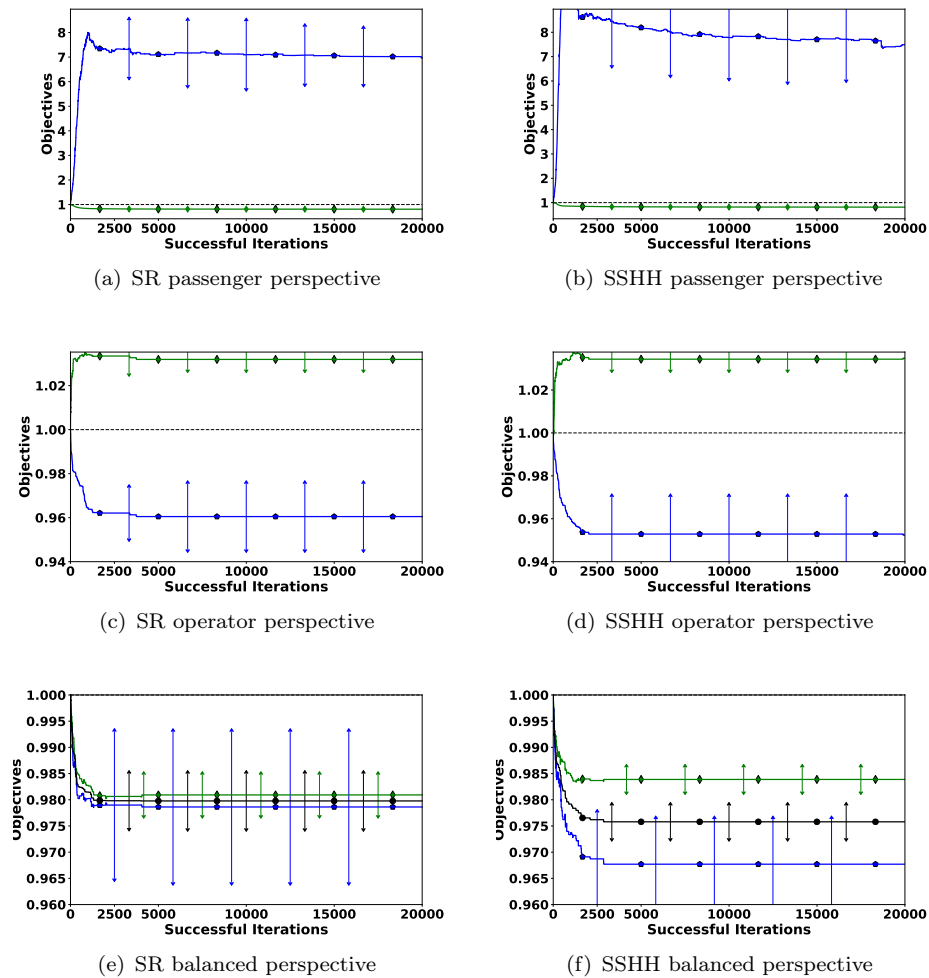 8
7
6
5
4
3
2
1
Objectives
0 2500 5000 10000 15000 20000
Successful Iterations
(a) SR passenger perspective
8
7
6
5
4
3
2
1
Objectives
0 2500 5000 10000 15000 20000
Successful Iterations
(b) SSHH passenger perspective
1.02
1.00
0.98
0.96
0.94
Objectives
0 2500 5000 10000 15000 20000
Successful Iterations
(c) SR operator perspective
1.02
1.00
0.98
0.96
0.94
Objectives
0 2500 5000 10000 15000 20000
Successful Iterations
(d) SSHH operator perspective
1.000
0.995
0.990
0.985
0.980
0.975
0.970
0.965
0.960
Objectives
0 2500 5000 10000 15000 20000
Successful Iterations
(e) SR balanced perspective
1.000
0.995
0.990
0.985
0.980
0.975
0.970
0.965
0.960
Objectives
0 2500 5000 10000 15000 20000
Successful Iterations
(f) SSHH balanced perspective